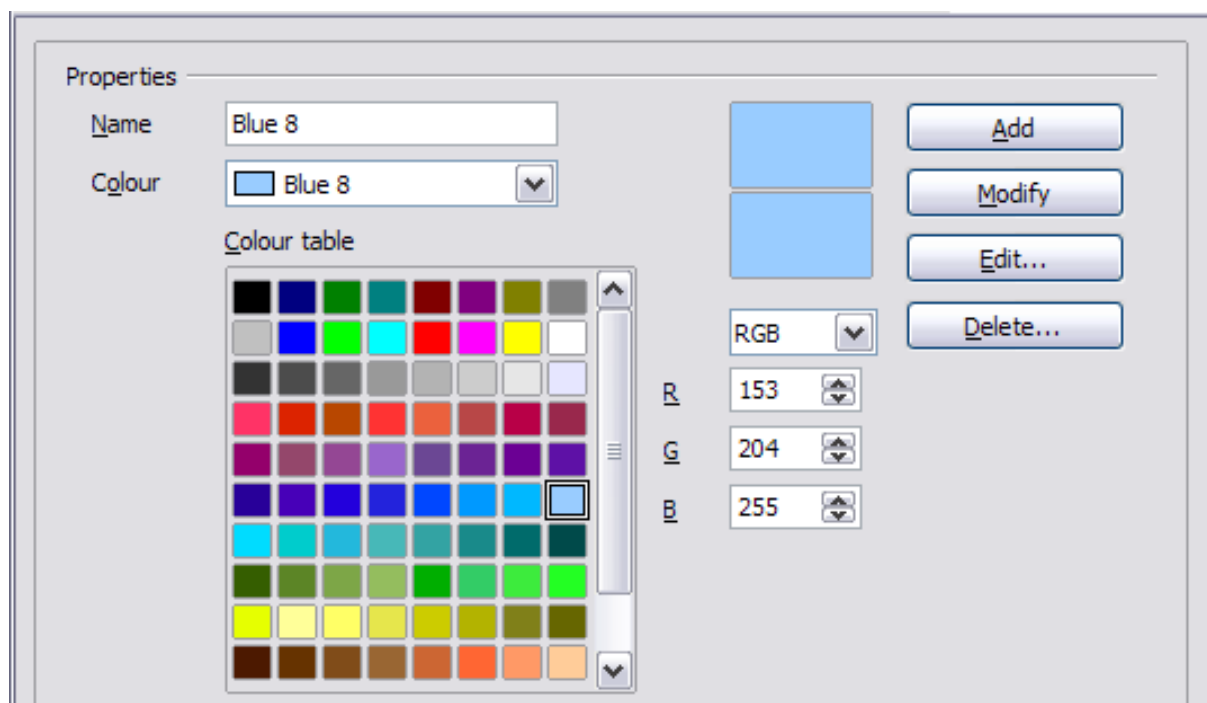 Properties
Name
Blue 8
Add
Colour
Blue 8
Modify
Colour table
Edit...
RGB
Delete...
R
153
G
204
B
255